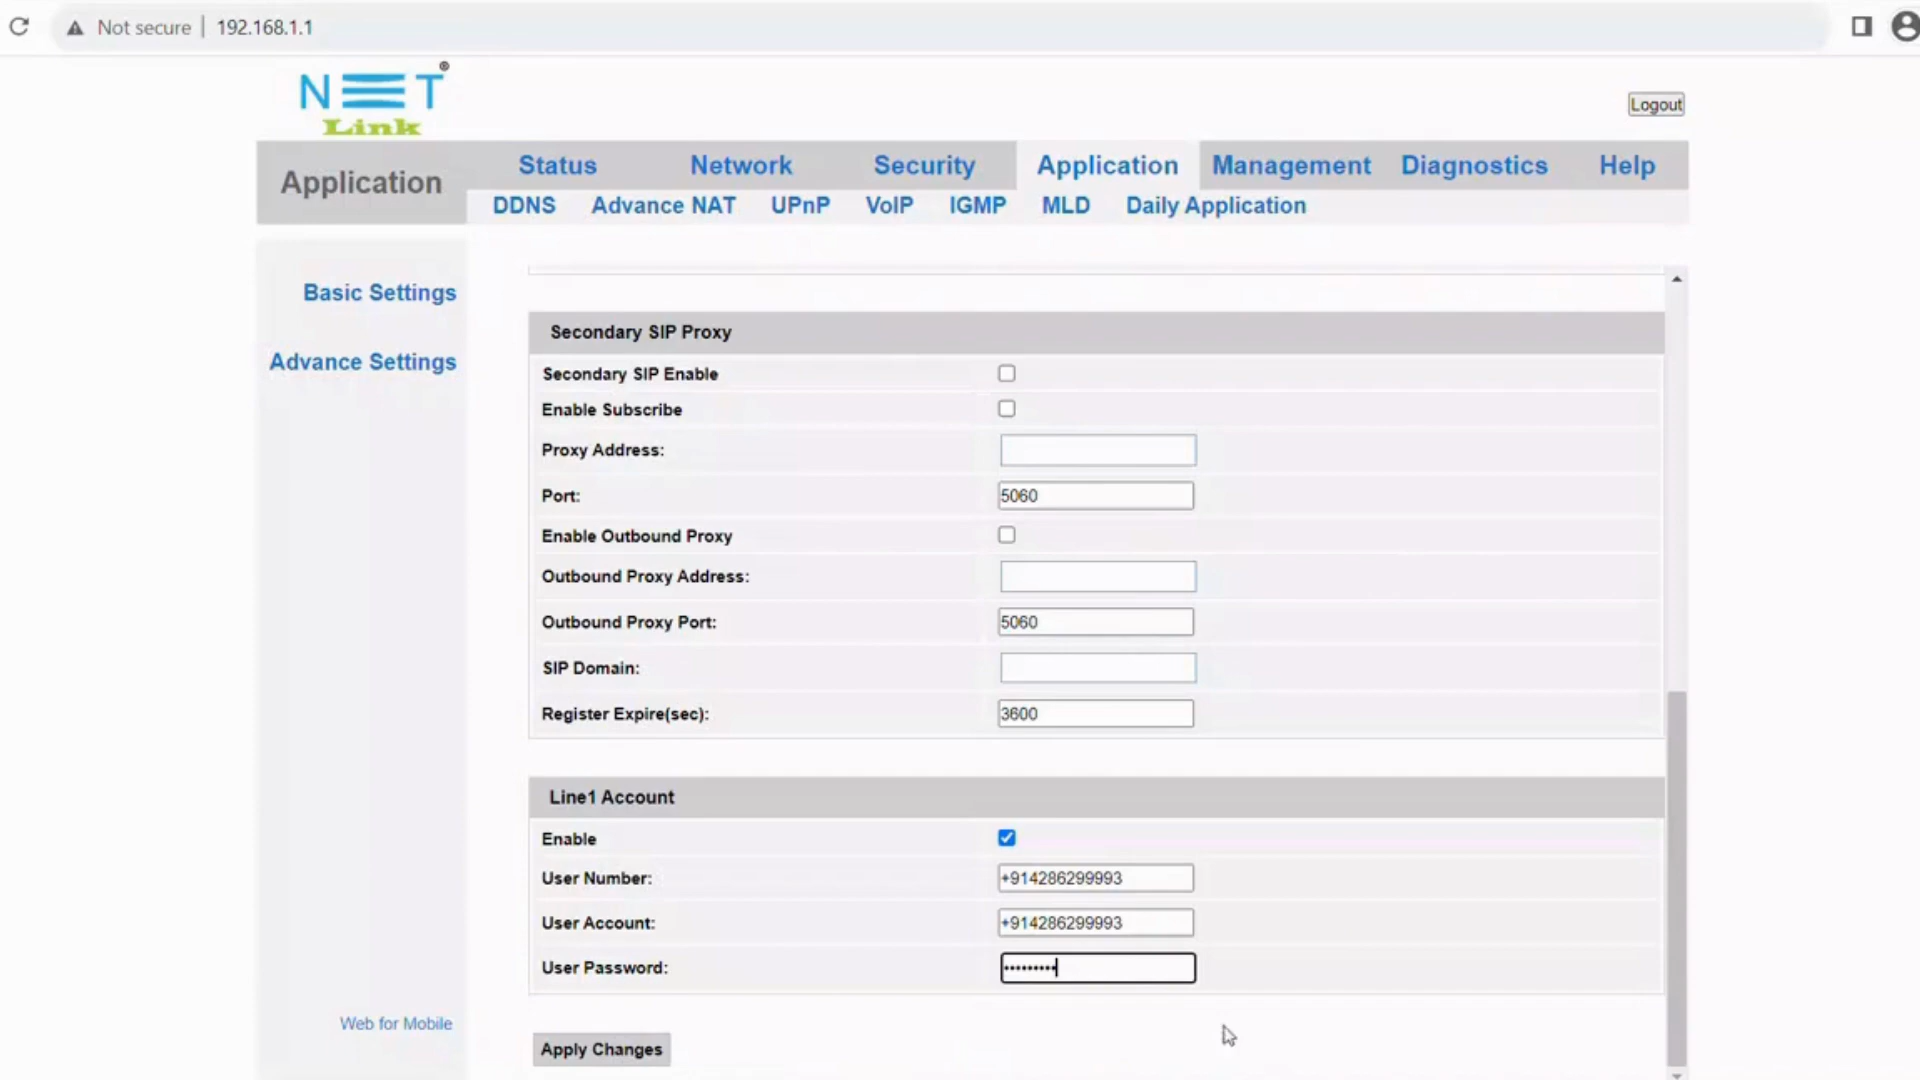 Not secure | 192.168.1.1
NET®
Link
Logout
Application
Status Network Security Application Management Diagnostics Help
DDNS Advance NAT UPnP VoIP IGMP MLD Daily Application
Basic Settings
Advance Settings
Secondary SIP Proxy
Secondary SIP Enable
Enable Subscribe
Proxy Address:
Port: 5060
Enable Outbound Proxy
Outbound Proxy Address:
Outbound Proxy Port: 5060
SIP Domain:
Register Expire(sec): 3600
Line1 Account
Enable
User Number: +914286299993
User Account: +914286299993
User Password: •••••••••
Web for Mobile
Apply Changes